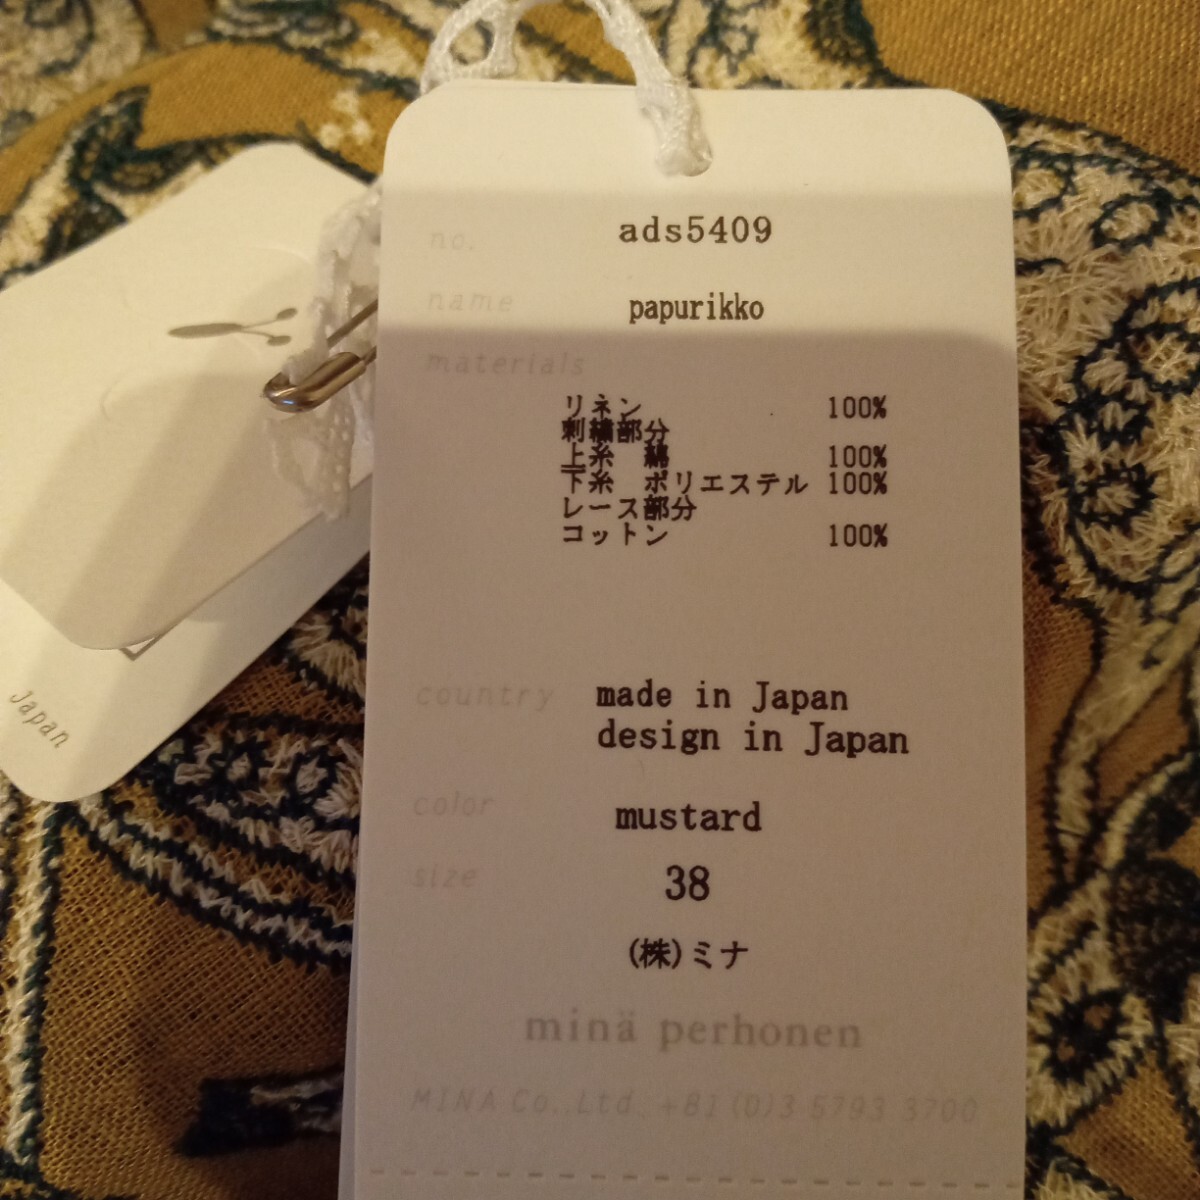 no. ads5409
name papurikko
materials
リネン 100%
刺繍部分
上糸 綿 100%
下糸 ポリエステル 100%
レース部分
コットン 100%
country made in Japan
design in Japan
color mustard
size 38
(株)ミナ
minä perhonen
MINA Co., Ltd. +81 (0)3 5793 3700
Japan